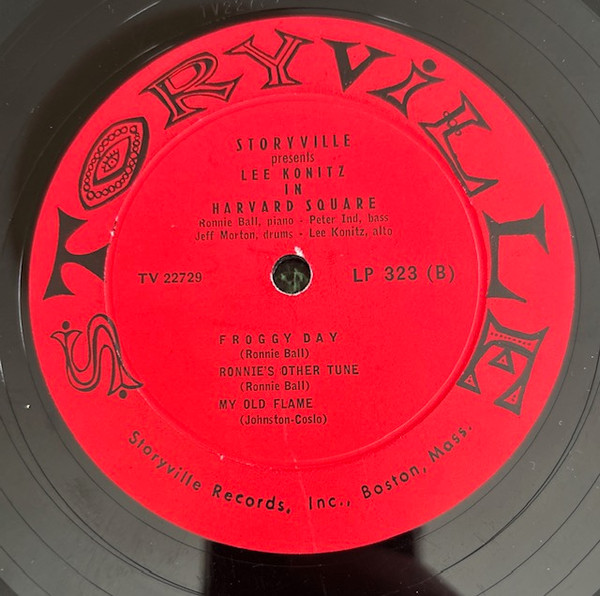 STORYViLLE
STORYVILLE
presents
LEE KONITZ
IN
HARVARD SQUARE
Ronnie Ball, piano - Peter Ind, bass
Jeff Morton, drums - Lee Konitz, alto
TV 22729
LP 323 (B)
FROGGY DAY
(Ronnie Ball)
RONNIE'S OTHER TUNE
(Ronnie Ball)
MY OLD FLAME
(Johnston-Coslo)
Storyville Records, Inc., Boston, Mass.